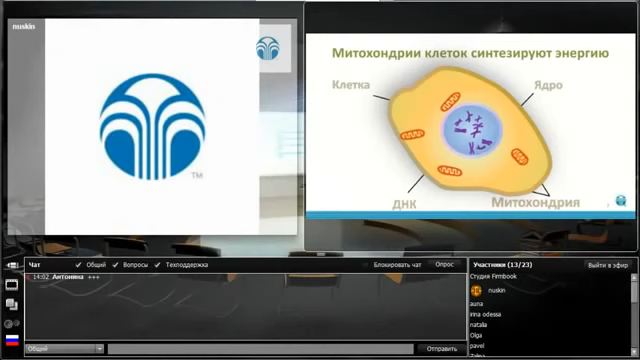 nuskin
TM
Митохондрии клеток синтезируют энергию
Клетка
Ядро
ДНК
Митохондрия
Чат
Общий
Вопросы
Техподдержка
Блокировать чат
Опрос
14:02 Антонина +++
Общий
Отправить
Участники (13/23)
Выйти в эфир
Студия Firmbook
nuskin
auna
irina odessa
natalia
Olga
pavel